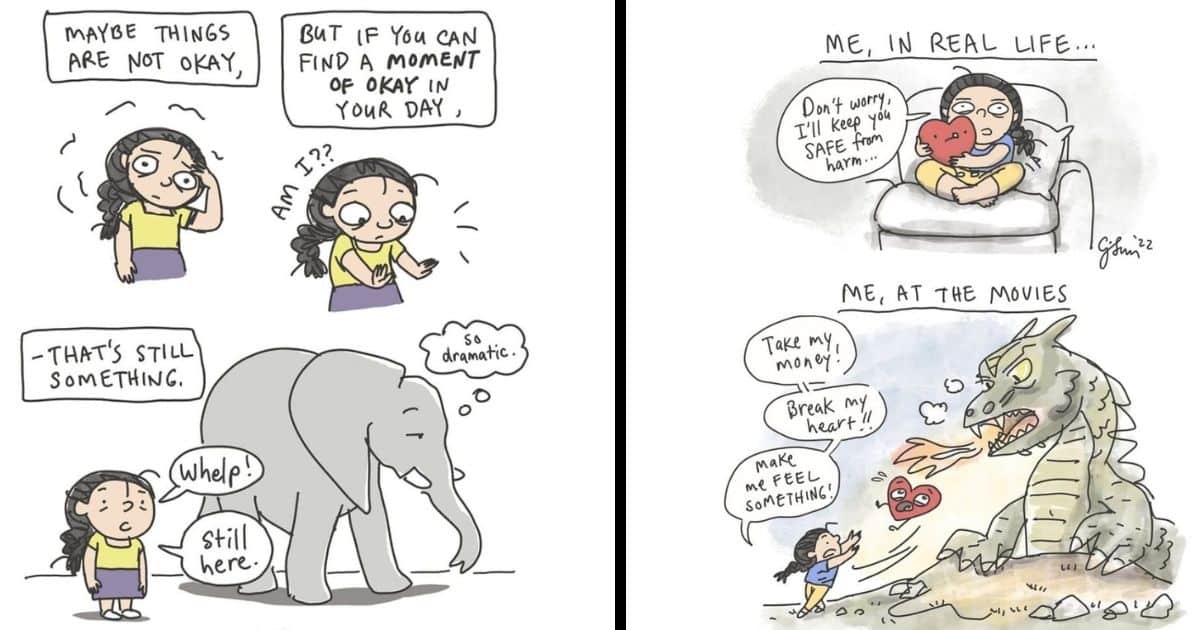 MAYBE THINGS
ARE NOT OKAY,
BUT IF YOU CAN
FIND A MOMENT
OF OKAY IN
YOUR DAY,
AM I??
-THAT'S STILL
SOMETHING.
so
dramatic.
Whelp!
Still
here.
ME, IN REAL LIFE...
Don't worry,
I'll keep you
SAFE from
harm...
'22
ME, AT THE MOVIES
Take my
money!
Break my
heart!!
make
me FEEL
SOMETHING!